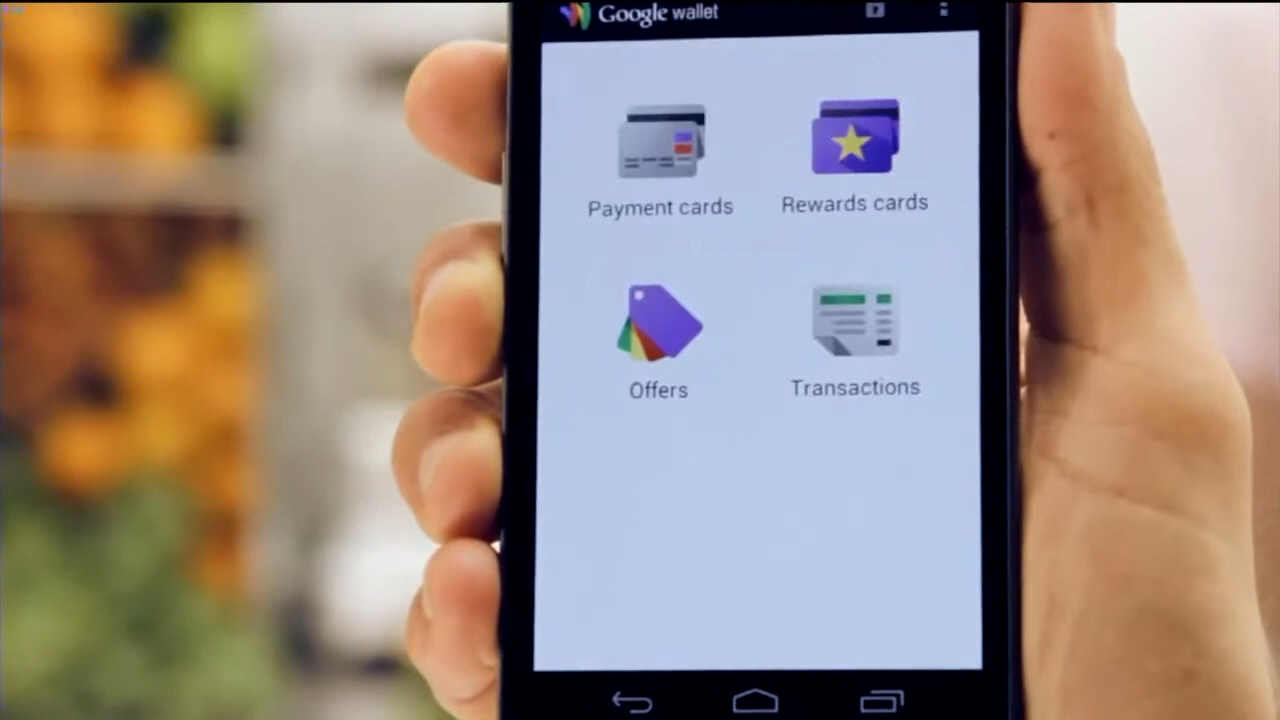 Google wallet
Payment cards
Rewards cards
Offers
Transactions